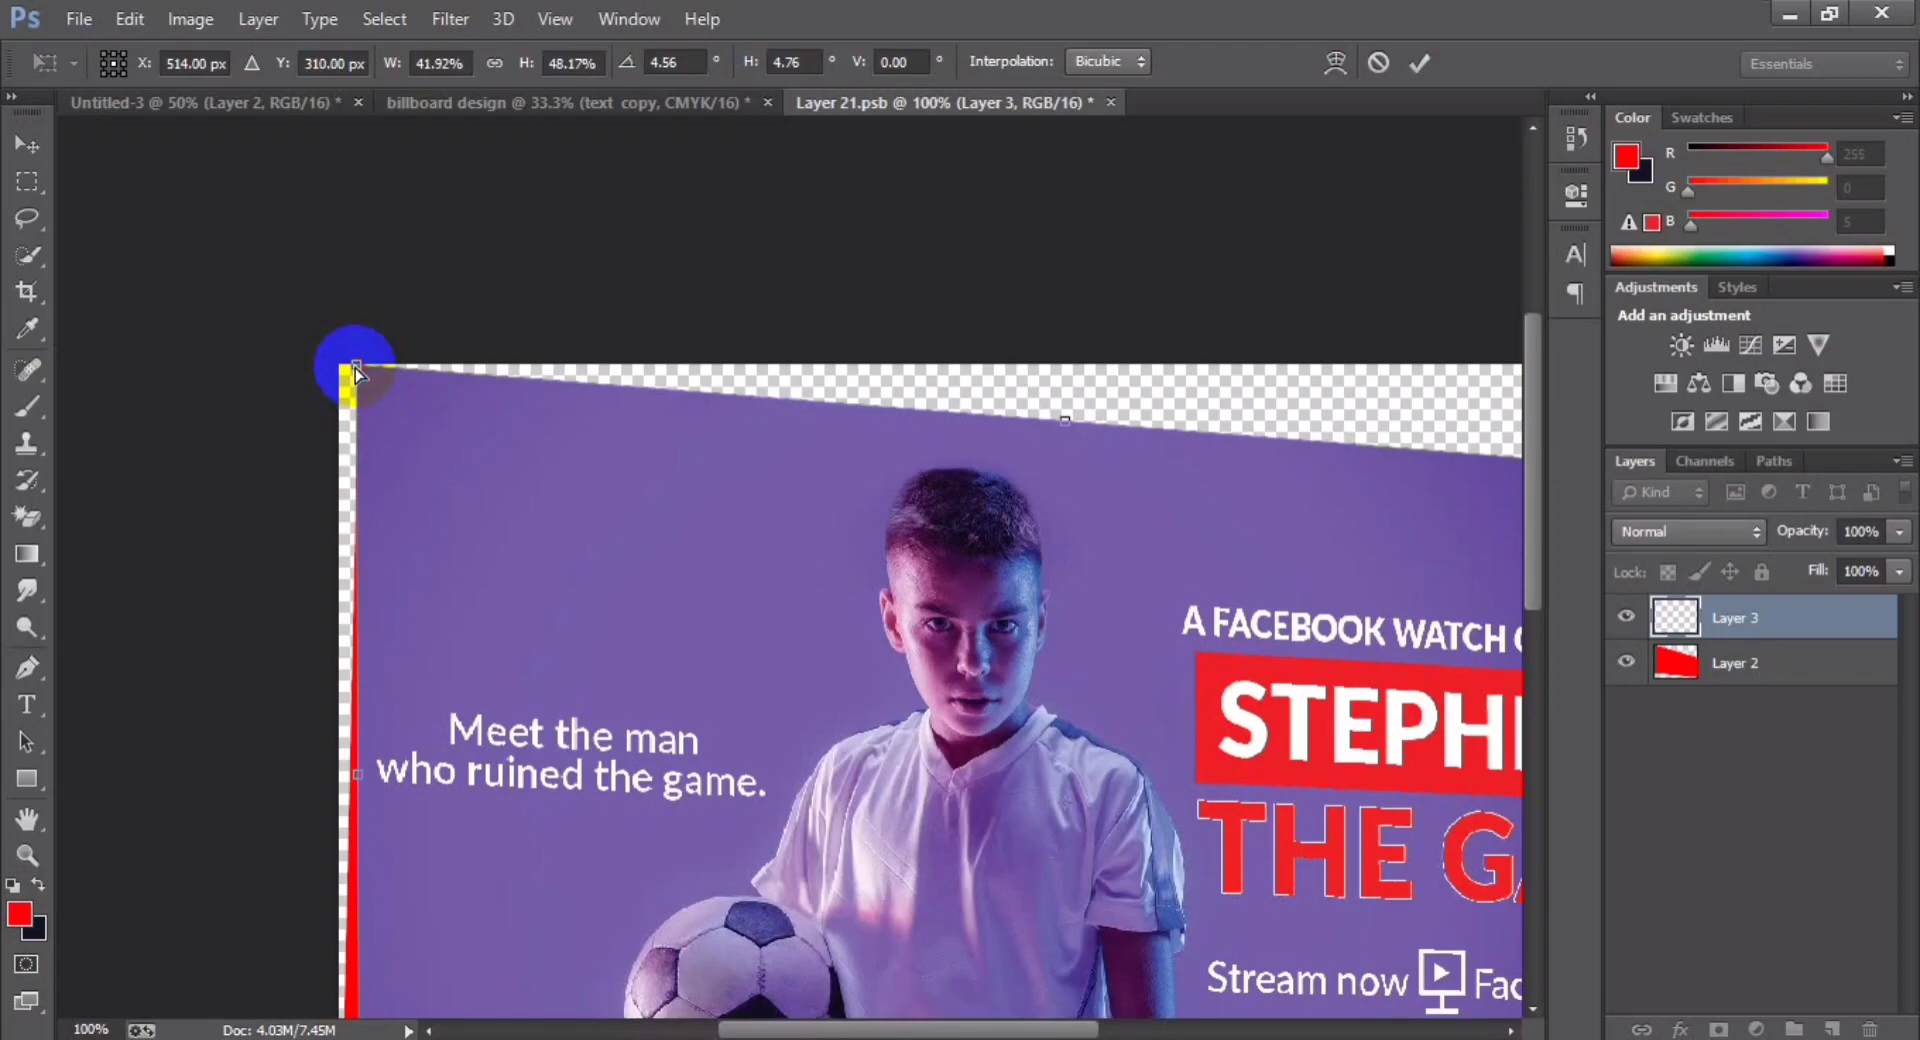 Ps File Edit Image Layer Type Select Filter 3D View Window Help
X: 514.00 px Y: 310.00 px W: 41.92% H: 48.17% 4.56 ° H: 4.76 ° V: 0.00 ° Interpolation: Bicubic Essentials
Untitled-3 @ 50% (Layer 2, RGB/16) * × billboard design @ 33.3% (text copy, CMYK/16) * × Layer 21.psb @ 100% (Layer 3, RGB/16) * ×
Color Swatches
R 255
G 0
B 5
Adjustments Styles
Add an adjustment
Layers Channels Paths
Kind
Normal Opacity: 100%
Lock: Fill: 100%
Layer 3
Layer 2
A FACEBOOK WATCH
STEPH
THE G
Meet the man
who ruined the game.
Stream now Fac
100% Doc: 4.03M/7.45M